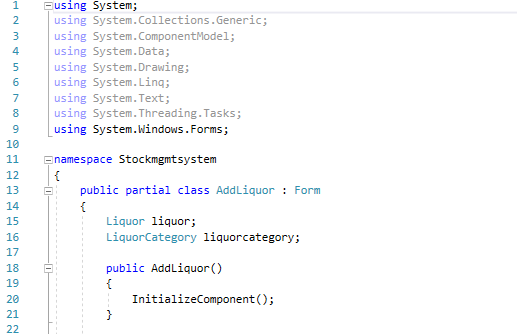 1 using System;
2 using System.Collections.Generic;
3 using System.ComponentModel;
4 using System.Data;
5 using System.Drawing;
6 using System.Linq;
7 using System.Text;
8 using System.Threading.Tasks;
9 using System.Windows.Forms;
10
11 namespace Stockmgmtsystem
12 {
13 public partial class AddLiquor : Form
14 {
15 Liquor liquor;
16 LiquorCategory liquorcategory;
17
18 public AddLiquor()
19 {
20 InitializeComponent();
21 }
22